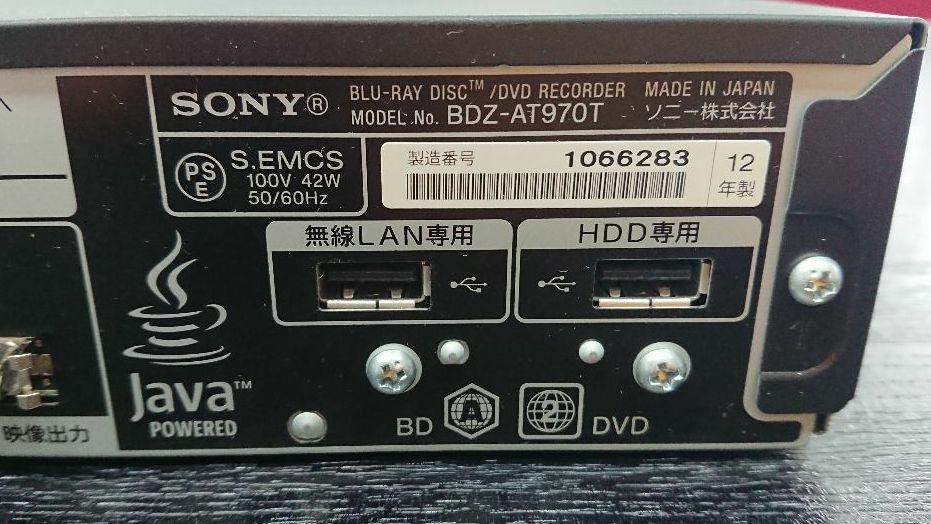 SONY®
BLU-RAY DISC™ /DVD RECORDER MADE IN JAPAN
MODEL No. BDZ-AT970T ソニー株式会社
PS
E
S.EMCS
100V 42W
50/60Hz
製造番号 1066283
12
年製
無線LAN専用
HDD専用
Java™
POWERED
BD
A
2
DVD
映像出力